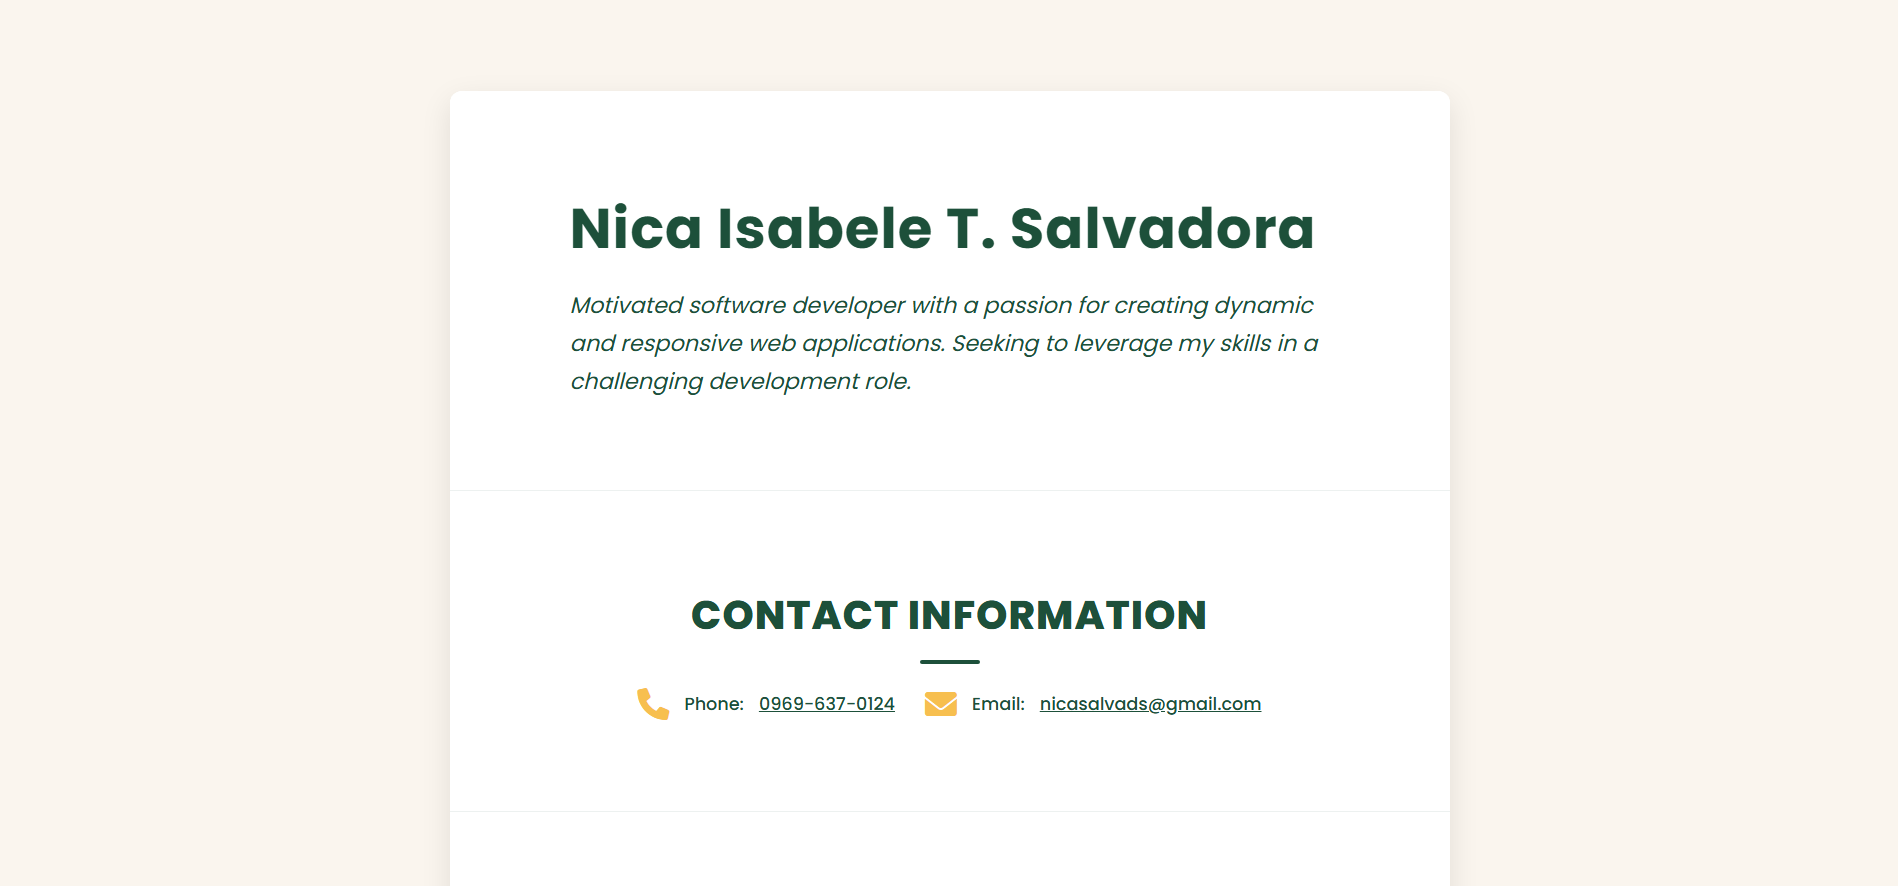 Nica Isabele T. Salvadora
Motivated software developer with a passion for creating dynamic
and responsive web applications. Seeking to leverage my skills in a
challenging development role.
CONTACT INFORMATION
Phone: 0969-637-0124 Email: nicasalvads@gmail.com